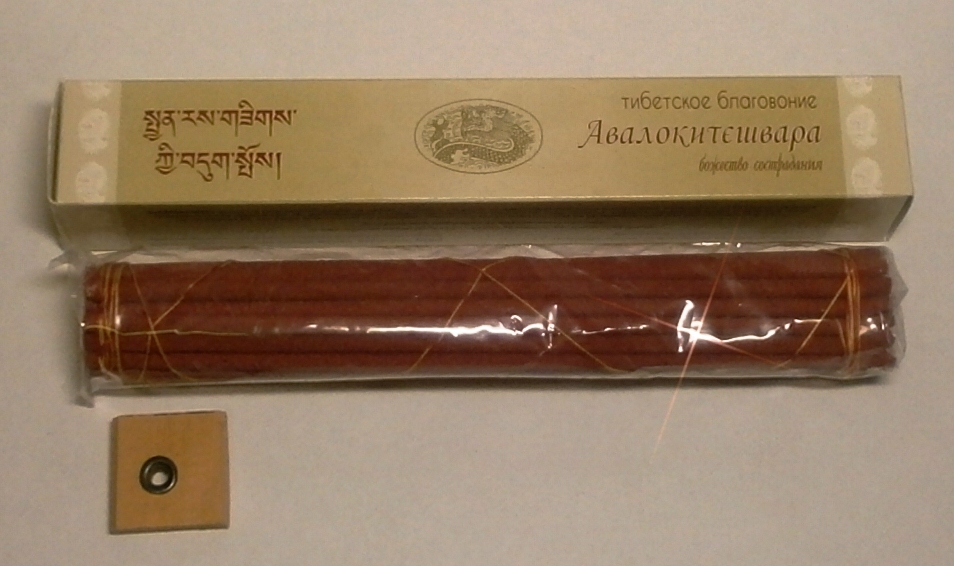 སྤྱན་རས་གཟིགས་
ཀྱི་བདུག་སྤོས།
тибетское благовоние
Авалокитешвара
божество сострадания